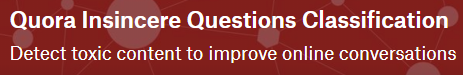 Quora Insincere Questions Classification
Detect toxic content to improve online conversations